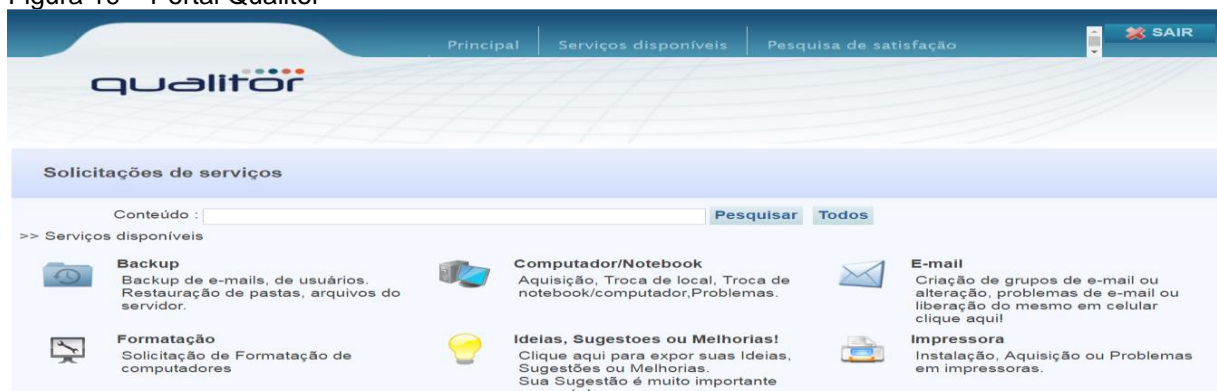 Principal Serviços disponíveis Pesquisa de satisfação SAIR
qualitor
Solicitações de serviços
Conteúdo : Pesquisar Todos
>> Serviços disponíveis
Backup
Backup de e-mails, de usuários.
Restauração de pastas, arquivos do
servidor.
Computador/Notebook
Aquisição, Troca de local, Troca de
notebook/computador,Problemas.
E-mail
Criação de grupos de e-mail ou
alteração, problemas de e-mail ou
liberação do mesmo em celular
clique aqui!
Formatação
Solicitação de Formatação de
computadores
Ideias, Sugestoes ou Melhorias!
Clique aqui para expor suas Ideias,
Sugestões ou Melhorias.
Sua Sugestão é muito importante
Impressora
Instalação, Aquisição ou Problemas
em impressoras.